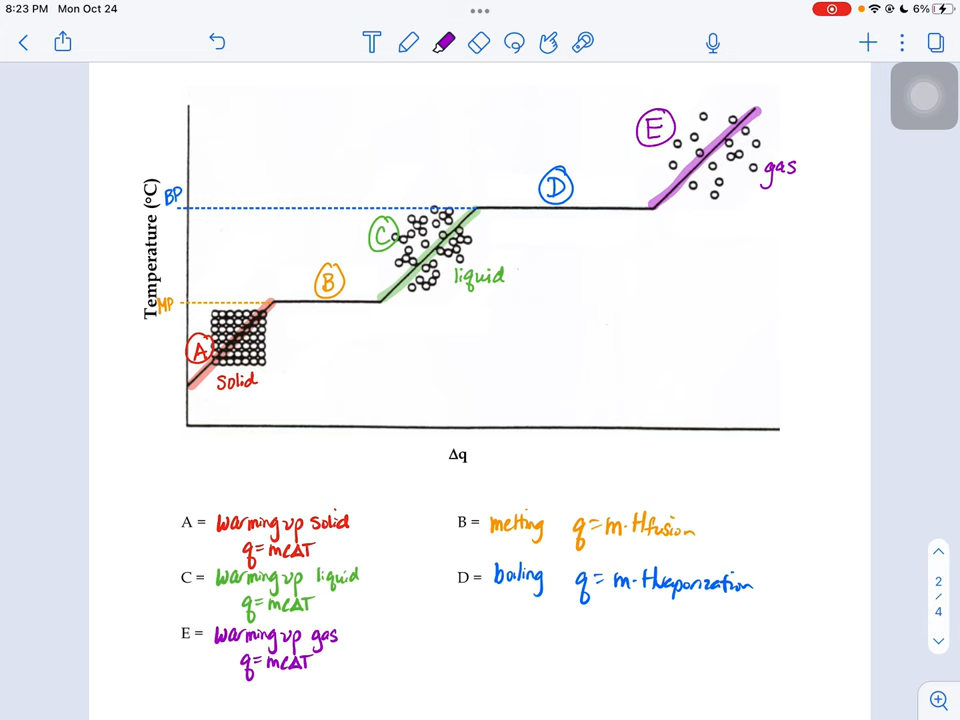 8:23 PM Mon Oct 24
6%
T
E
gas
D
BP
C
liquid
B
MP
A
solid
Temperature (°C)
Δq
A = warming up solid
q = mCΔT
B = melting q = m·Hfusion
C = warming up liquid
q = mCΔT
D = boiling q = m·Hvaporization
E = warming up gas
q = mCΔT
2
/
4